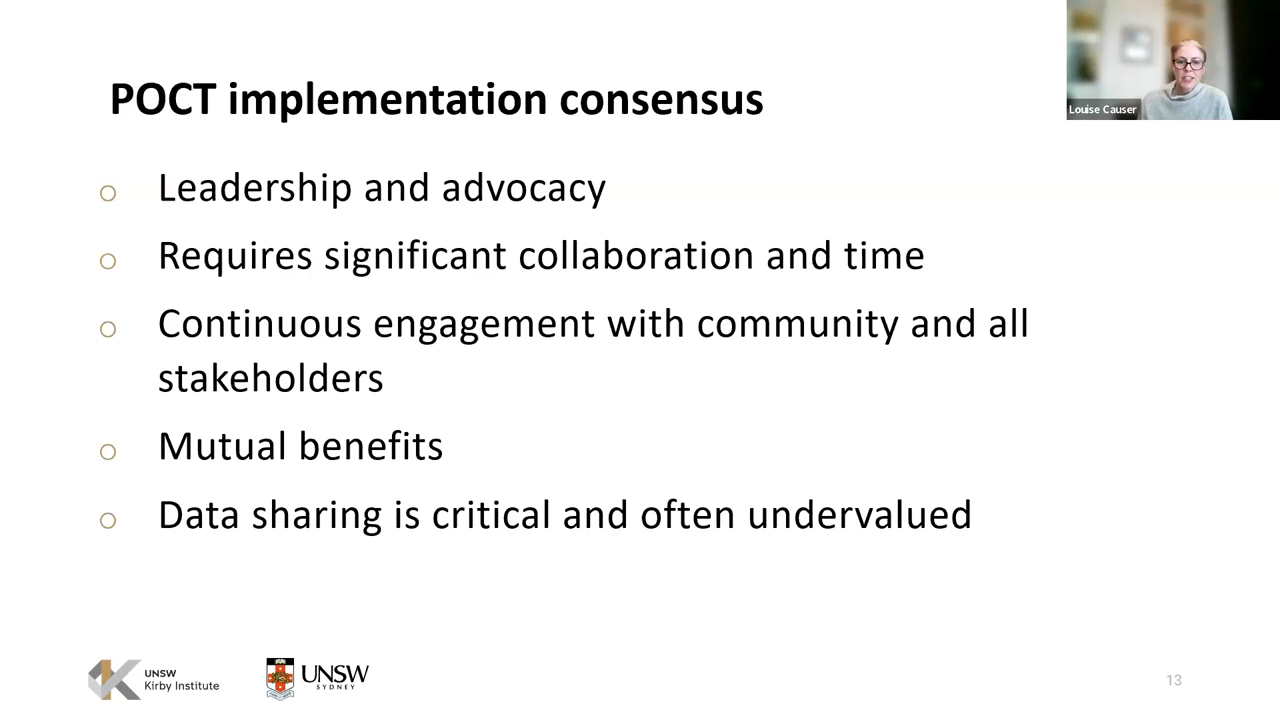 Louise Causer
POCT implementation consensus
o Leadership and advocacy
o Requires significant collaboration and time
o Continuous engagement with community and all
stakeholders
o Mutual benefits
o Data sharing is critical and often undervalued
UNSW
Kirby Institute
UNSW
SYDNEY
13